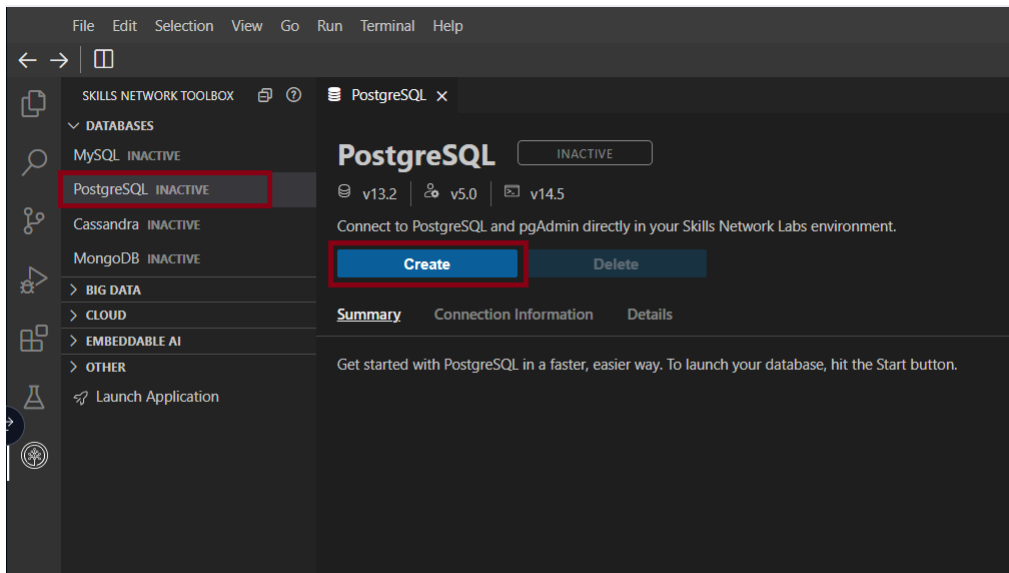 File Edit Selection View Go Run Terminal Help
SKILLS NETWORK TOOLBOX
DATABASES
MySQL INACTIVE
PostgreSQL INACTIVE
Cassandra INACTIVE
MongoDB INACTIVE
BIG DATA
CLOUD
EMBEDDABLE AI
OTHER
Launch Application
PostgreSQL
PostgreSQL INACTIVE
v13.2 v5.0 v14.5
Connect to PostgreSQL and pgAdmin directly in your Skills Network Labs environment.
Create Delete
Summary Connection Information Details
Get started with PostgreSQL in a faster, easier way. To launch your database, hit the Start button.